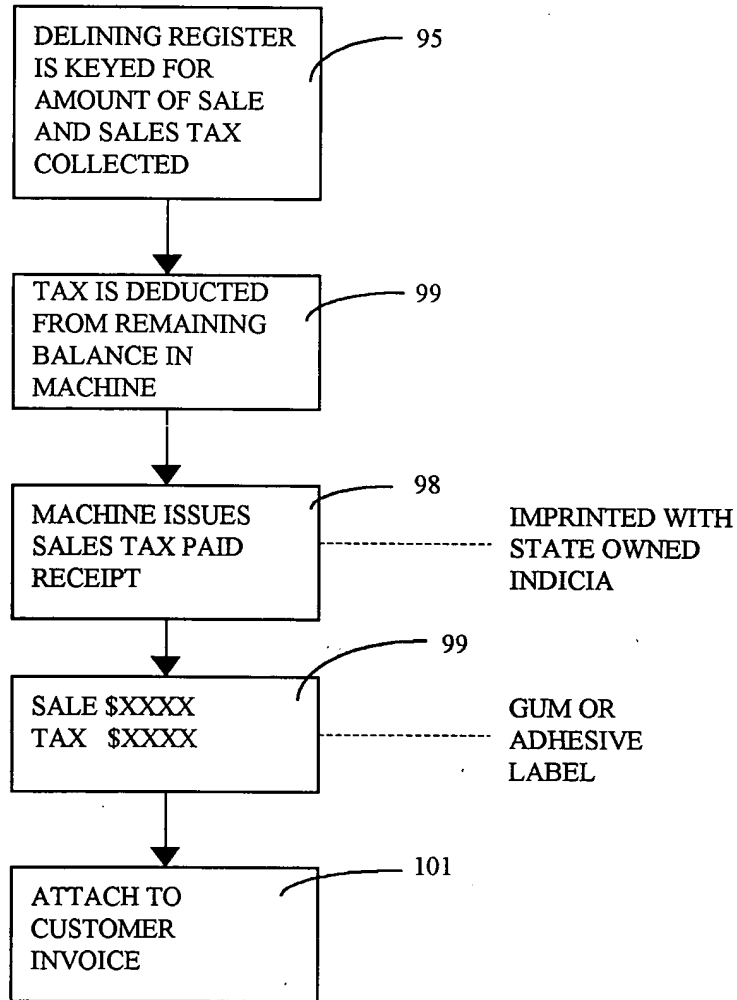 DELINING REGISTER
IS KEYED FOR
AMOUNT OF SALE
AND SALES TAX
COLLECTED
95
TAX IS DEDUCTED
FROM REMAINING
BALANCE IN
MACHINE
99
MACHINE ISSUES
SALES TAX PAID
RECEIPT
98
IMPRINTED WITH
STATE OWNED
INDICIA
SALE $XXXX
TAX $XXXX
99
GUM OR
ADHESIVE
LABEL
ATTACH TO
CUSTOMER
INVOICE
101